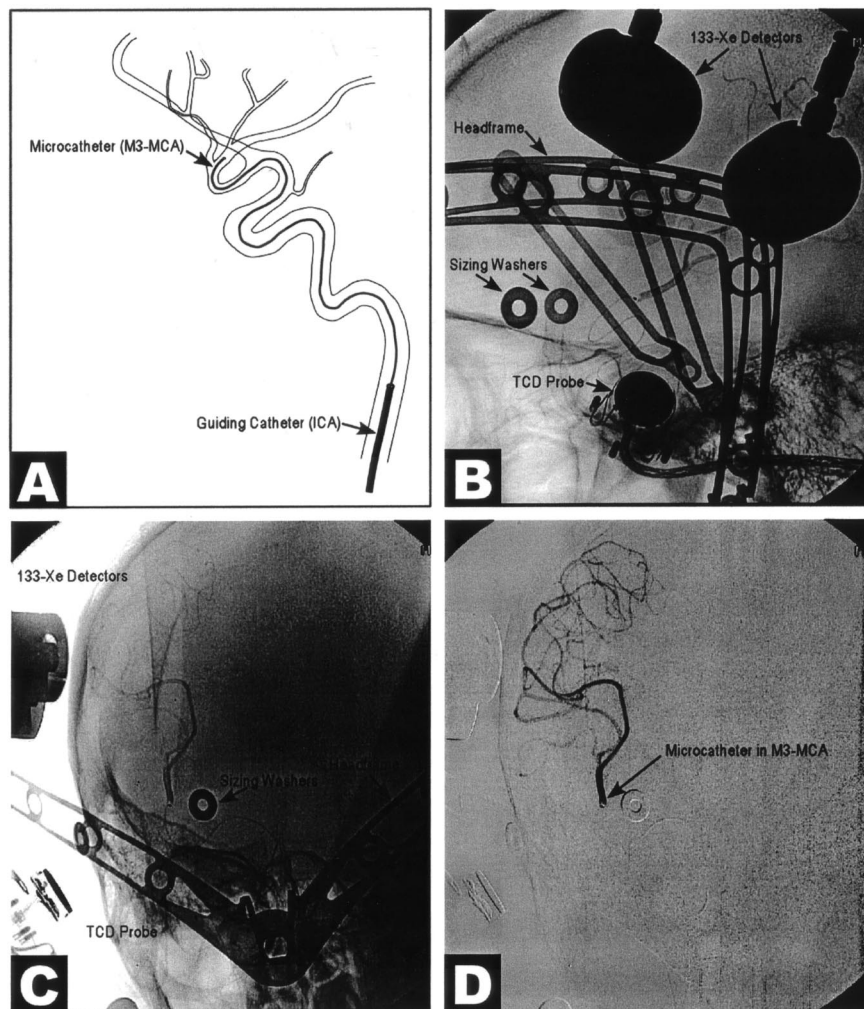 Microcatheter (M3-MCA)
Guiding Catheter (ICA)
A
133-Xe Detectors
Headframe
Sizing Washers
TCD Probe
B
133-Xe Detectors
Headframe
Sizing Washers
TCD Probe
C
Microcatheter in M3-MCA
D